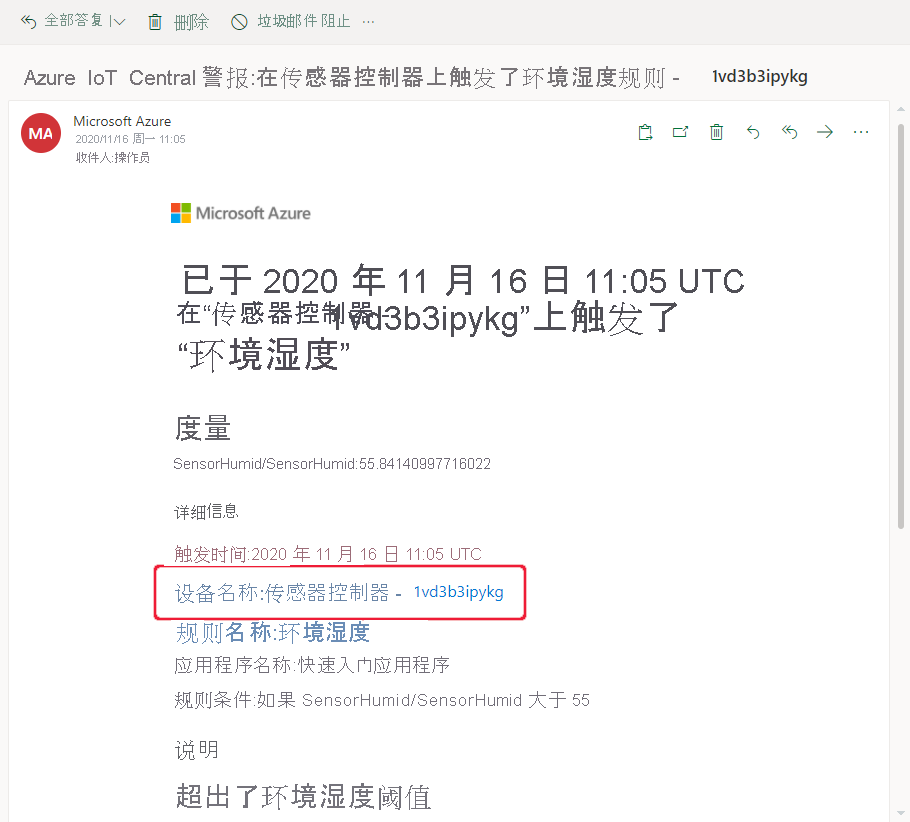 全部答复 删除 垃圾邮件阻止 ...
Azure IoT Central 警报:在传感器控制器上触发了环境湿度规则 - 1vd3b3ipykg
MA
Microsoft Azure
2020/11/16 周一 11:05
收件人:操作员
Microsoft Azure
已于 2020 年 11 月 16 日 11:05 UTC
在“传感器控制器 - 1vd3b3ipykg”上触发了
“环境湿度”
度量
SensorHumid/SensorHumid:55.84140997716022
详细信息
触发时间:2020 年 11 月 16 日 11:05 UTC
设备名称:传感器控制器 - 1vd3b3ipykg
规则名称:环境湿度
应用程序名称:快速入门应用程序
规则条件:如果 SensorHumid/SensorHumid 大于 55
说明
超出了环境湿度阈值